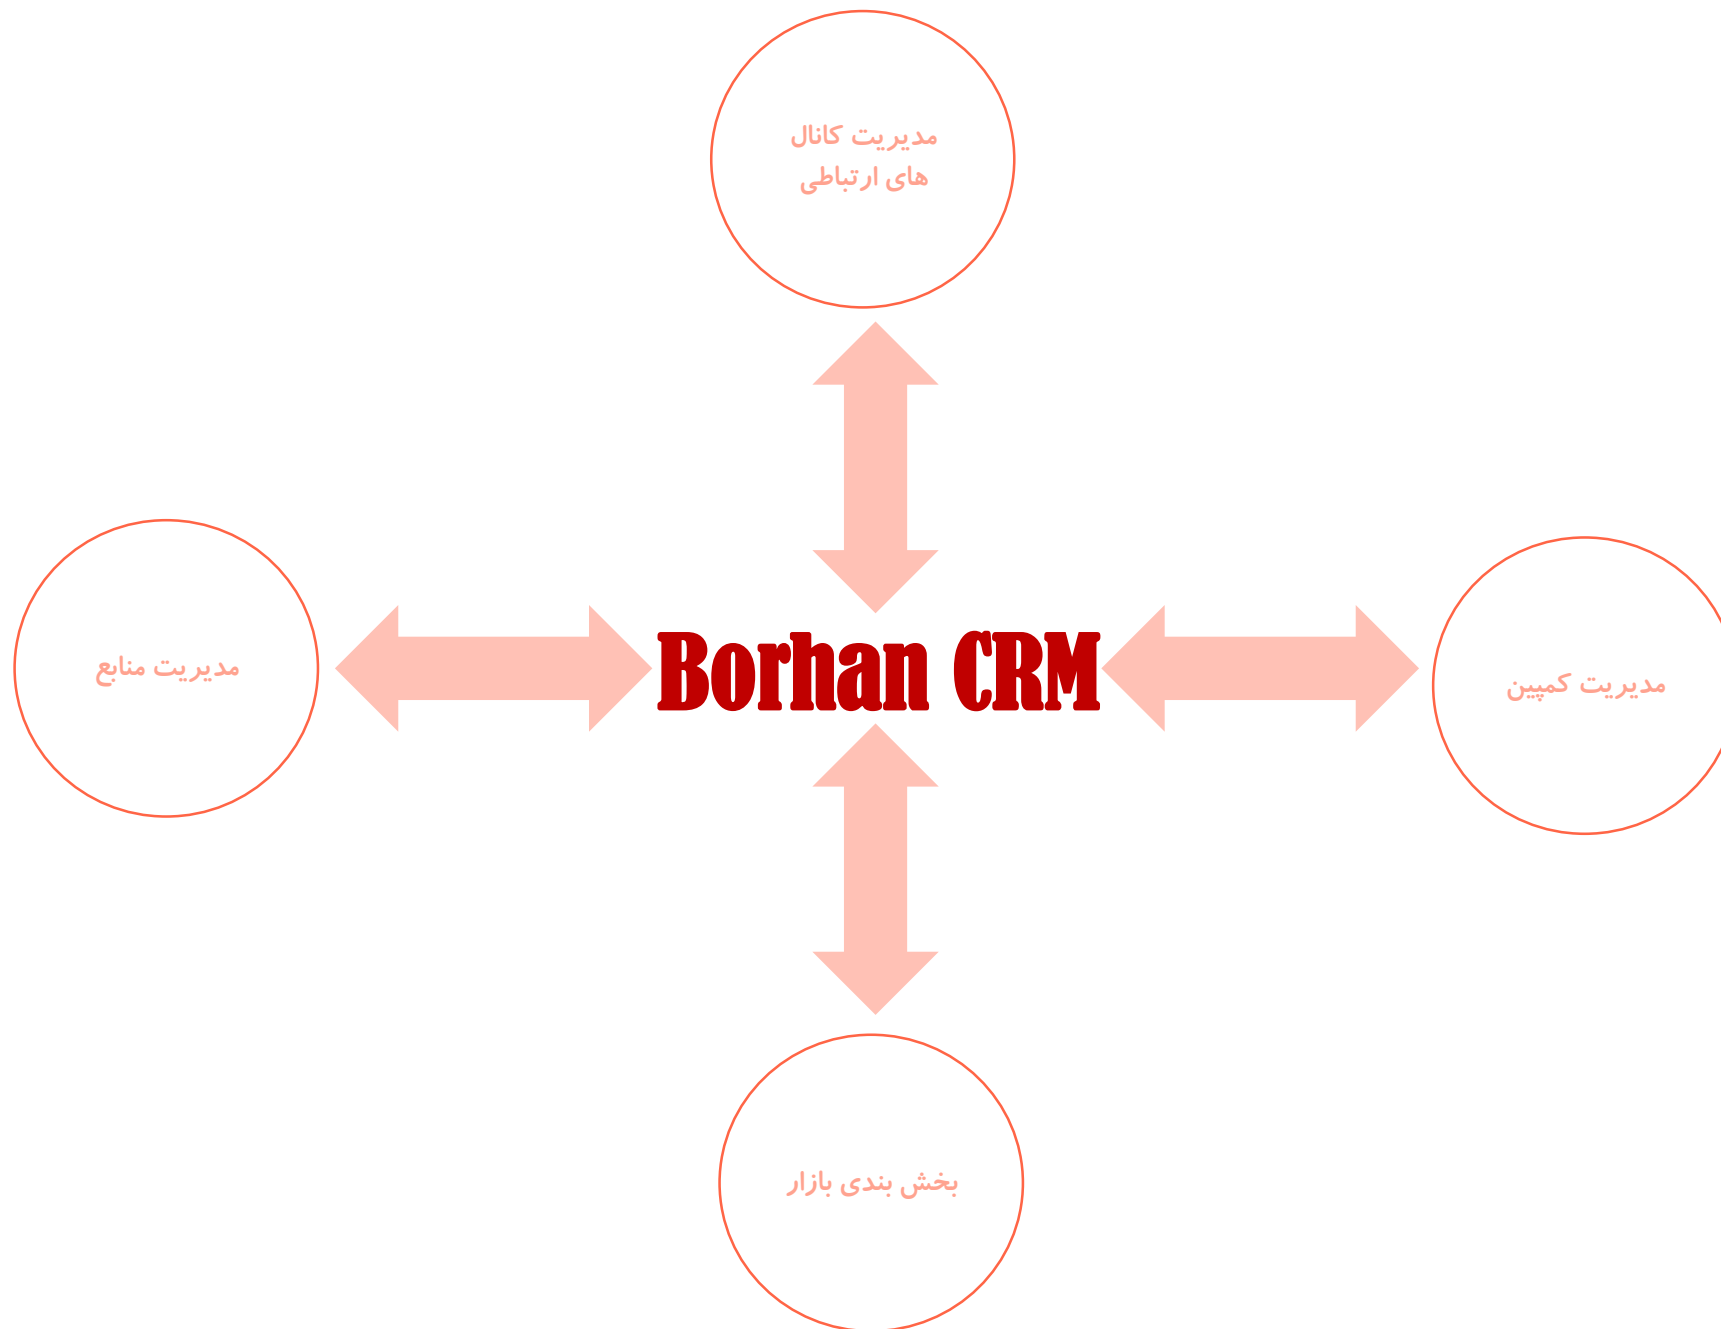 مدیریت کانال
های ارتباطی
مدیریت منابع
Borhan CRM
مدیریت کمپین
بخش بندی بازار